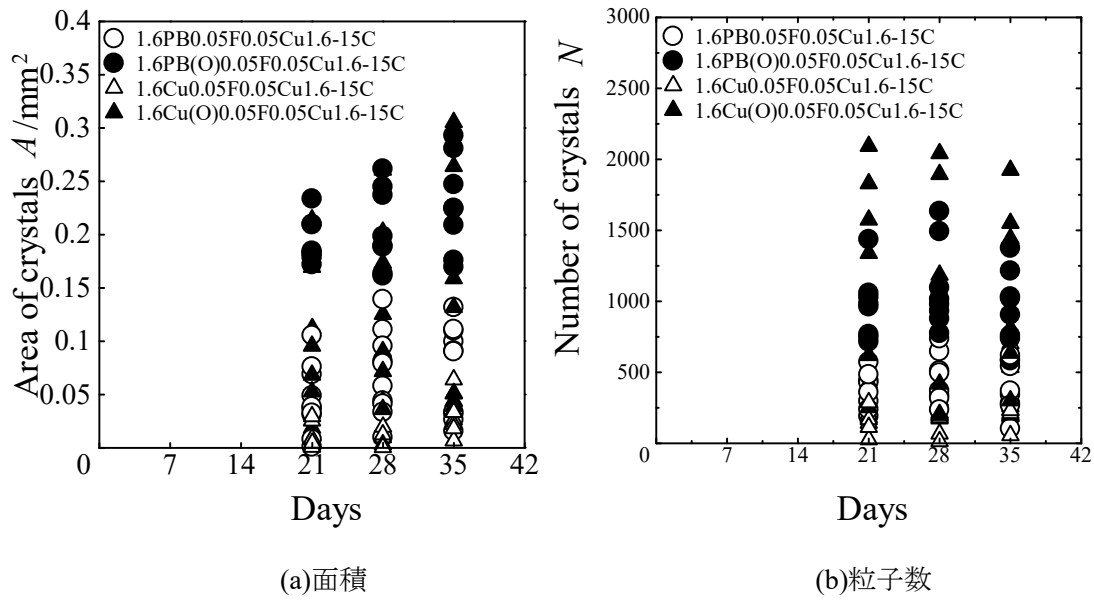 0.4
0.35
0.3
0.25
0.2
0.15
0.1
0.05
0
7
14
21
28
35
42
Area of crystals A/mm²
Days
1.6PB0.05F0.05Cu1.6-15C
1.6PB(O)0.05F0.05Cu1.6-15C
1.6Cu0.05F0.05Cu1.6-15C
1.6Cu(O)0.05F0.05Cu1.6-15C
(a)面積
3000
2500
2000
1500
1000
500
0
7
14
21
28
35
42
Number of crystals N
Days
1.6PB0.05F0.05Cu1.6-15C
1.6PB(O)0.05F0.05Cu1.6-15C
1.6Cu0.05F0.05Cu1.6-15C
1.6Cu(O)0.05F0.05Cu1.6-15C
(b)粒子数